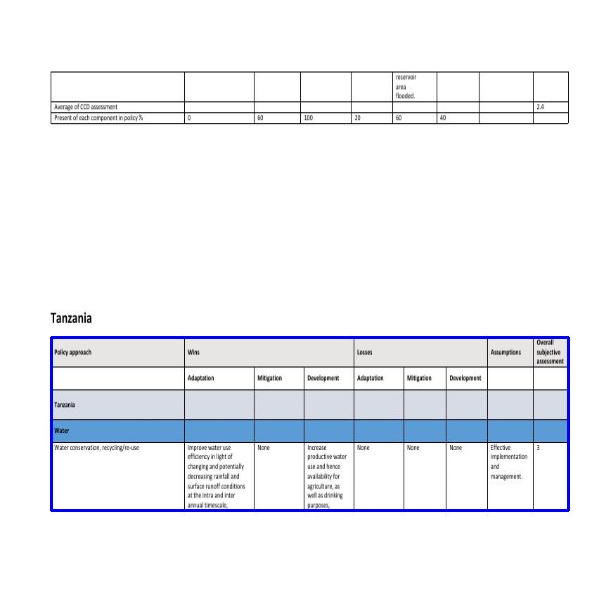 reservoir
area
flooded.
Average of CCD assessment 2.4
Present of each component in policy % 0 60 100 20 60 40
Tanzania
Policy approach Wins Losses Assumptions Overall subjective assessment
Adaptation Mitigation Development Adaptation Mitigation Development
Tanzania
Water
Water conservation, recycling/re-use Improve water use None Increase None None None Effective 3
efficiency in light of productive water implementation
changing and potentially use and hence and
decreasing rainfall and availability for management.
surface runoff conditions agriculture, as
at the intra and inter well as drinking
annual timescale, purposes,